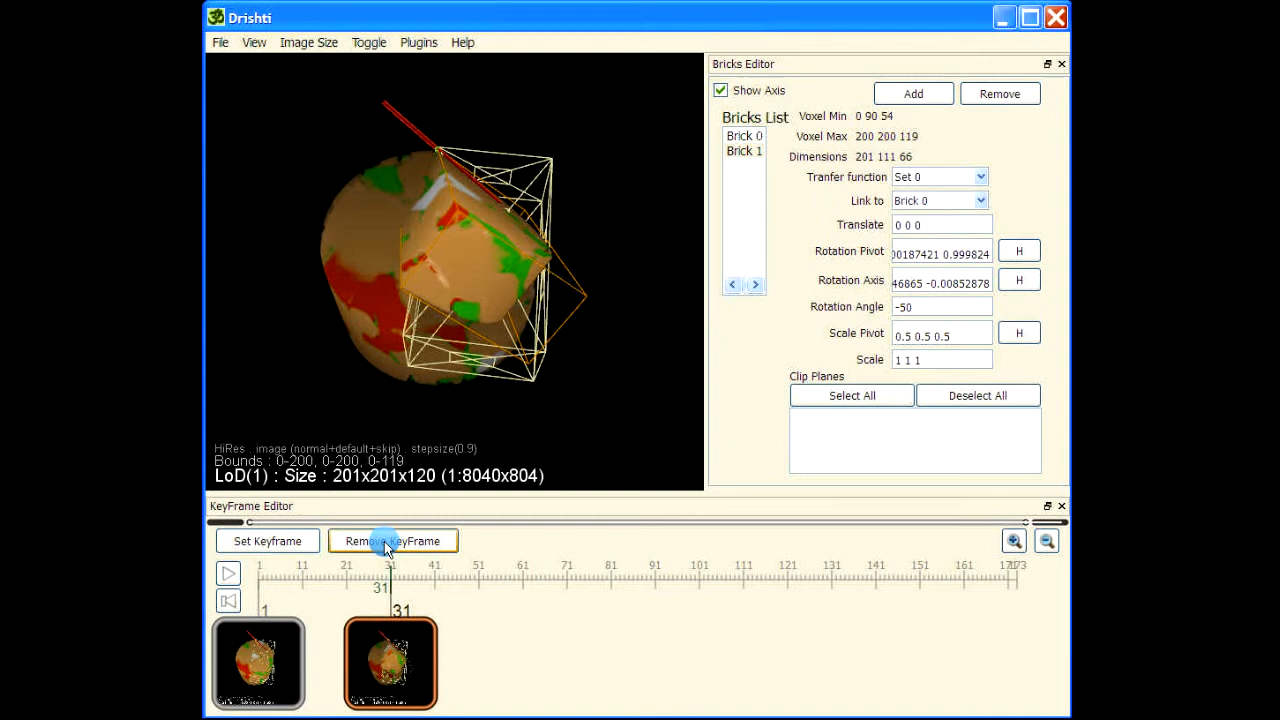 Drishti
File View Image Size Toggle Plugins Help
HiRes . image (normal+default+skip) . stepsize(0.9)
Bounds : 0-200, 0-200, 0-119
LoD(1) : Size : 201x201x120 (1:8040x804)
Bricks Editor
Show Axis Add Remove
Bricks List
Brick 0
Brick 1
Voxel Min 0 90 54
Voxel Max 200 200 119
Dimensions 201 111 66
Tranfer function Set 0
Link to Brick 0
Translate 0 0 0
Rotation Pivot 00187421 0.999824 H
Rotation Axis 46865 -0.00852878 H
Rotation Angle -50
Scale Pivot 0.5 0.5 0.5 H
Scale 1 1 1
Clip Planes
Select All Deselect All
KeyFrame Editor
Set Keyframe Remove KeyFrame
1 11 21 31 41 51 61 71 81 91 101 111 121 131 141 151 161 171 173
31
1 31